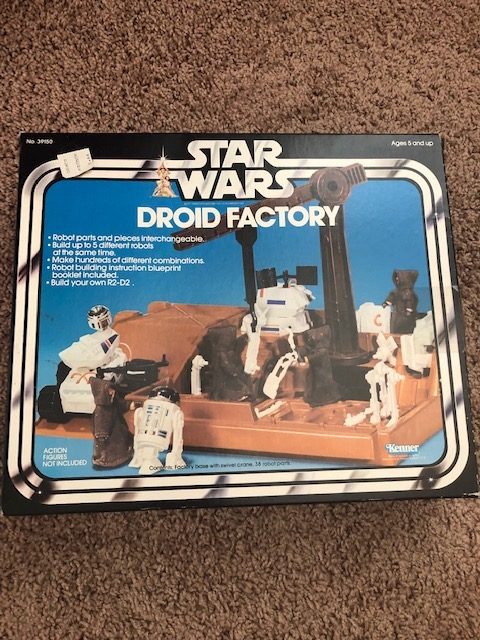 No. 39150
Ages 5 and up
STAR
WARS
DROID FACTORY
• Robot parts and pieces interchangeable.
• Build up to 5 different robots
at the same time.
• Make hundreds of different combinations.
• Robot building instruction blueprint
booklet included.
• Build your own R2-D2.
ACTION
FIGURES
NOT INCLUDED
Contents: Factory base with swivel crane, 38 robot parts.
Kenner